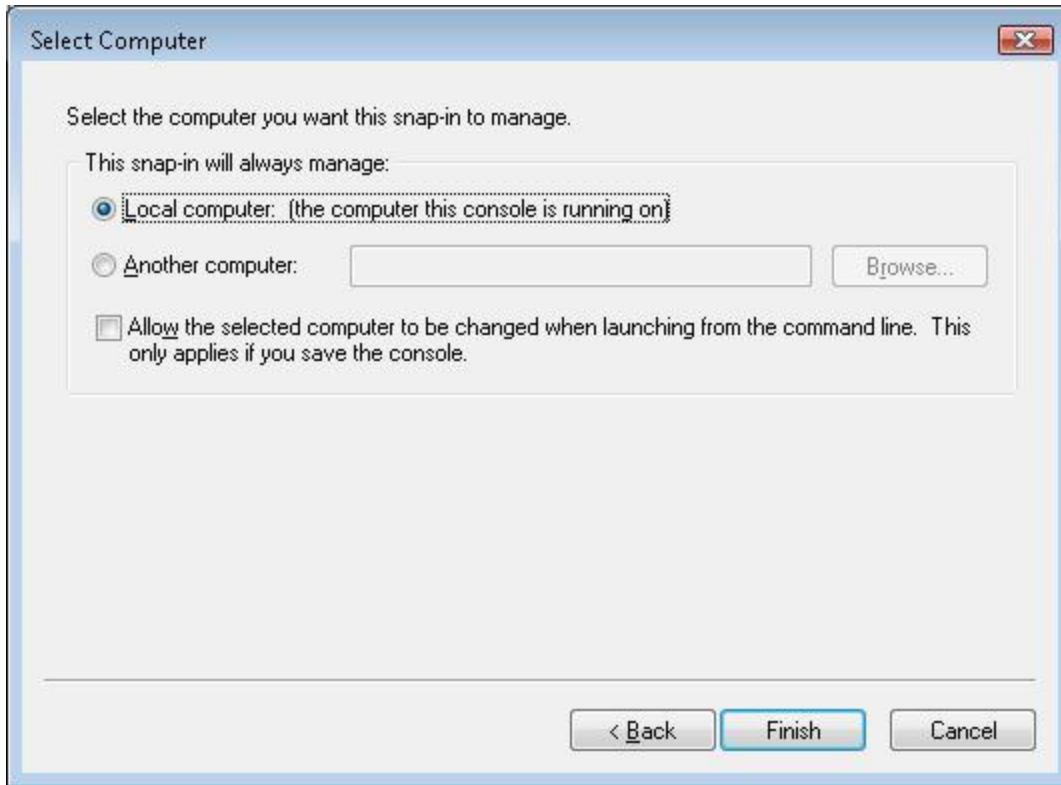 Select Computer
Select the computer you want this snap-in to manage.
This snap-in will always manage:
Local computer: (the computer this console is running on)
Another computer:
Browse...
Allow the selected computer to be changed when launching from the command line. This
only applies if you save the console.
< Back
Finish
Cancel